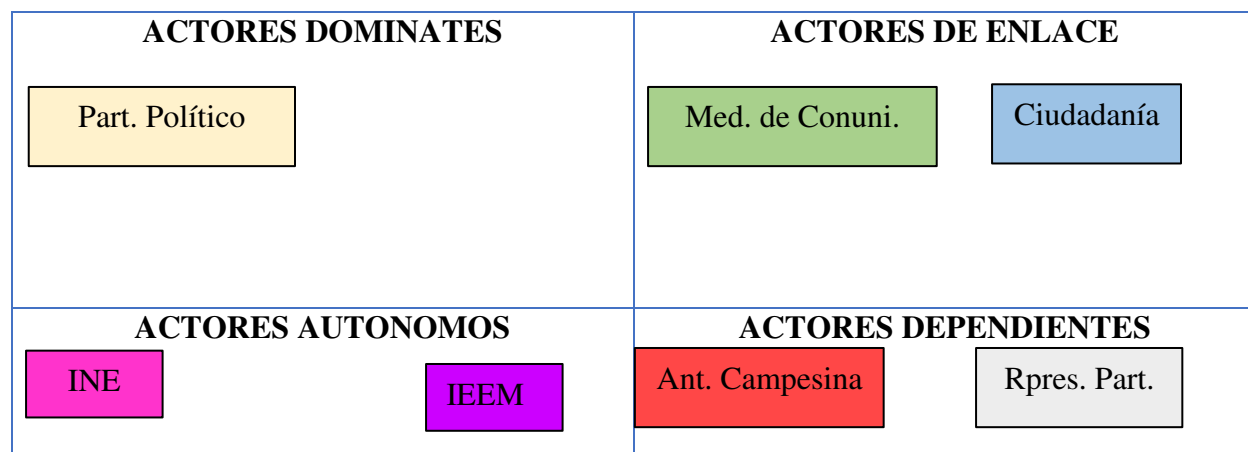 ACTORES DOMINATES
Part. Político
ACTORES DE ENLACE
Med. de Conuni.
Ciudadanía
ACTORES AUTONOMOS
INE
IEEM
ACTORES DEPENDIENTES
Ant. Campesina
Rpres. Part.